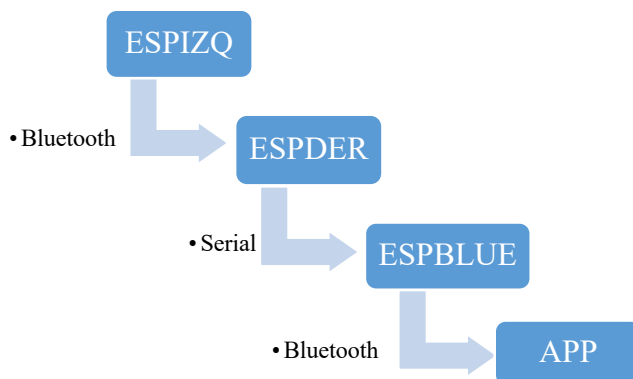 ESPIZQ
• Bluetooth
ESPDER
• Serial
ESPBLUE
• Bluetooth
APP